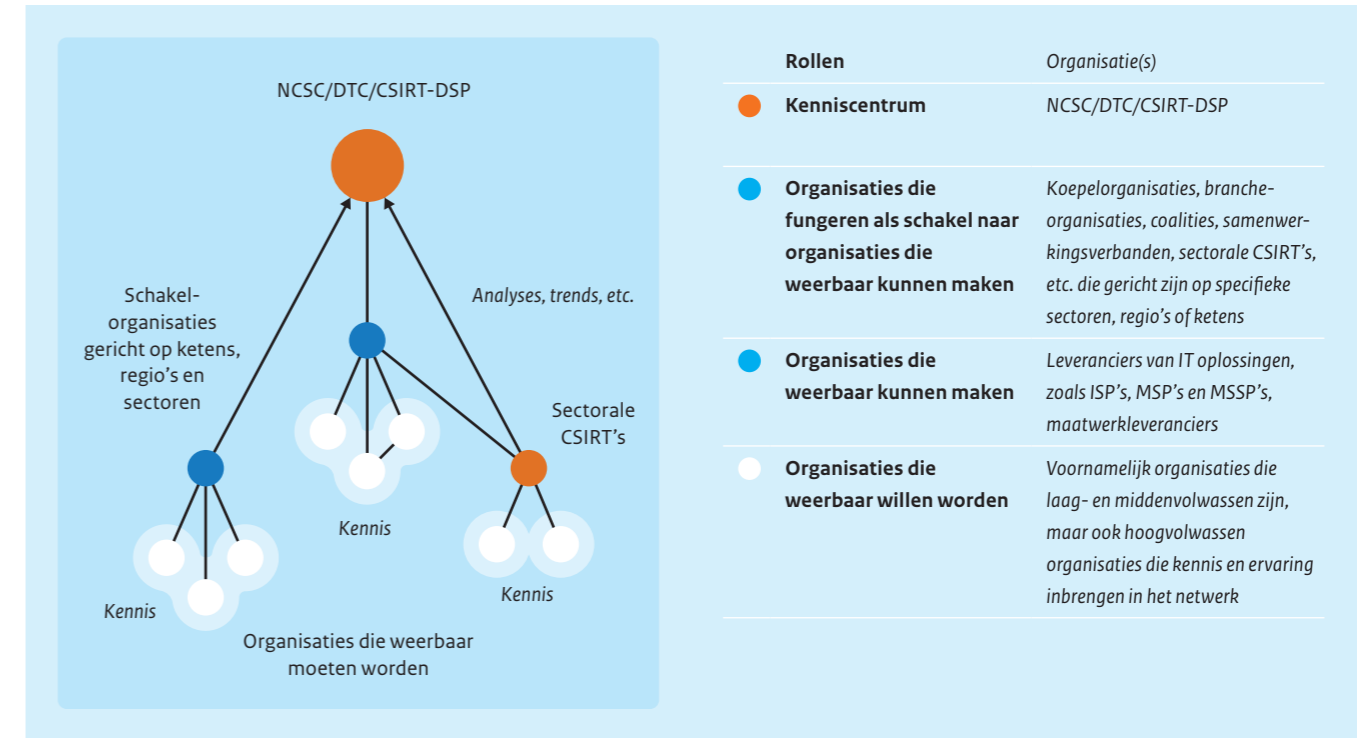 NCSC/DTC/CSIRT-DSP
Schakel-
organisaties
gericht op ketens,
regio's en
sectoren
Analyses, trends, etc.
Sectorale
CSIRT's
Kennis
Kennis
Kennis
Organisaties die weerbaar
moeten worden
Rollen
Organisatie(s)
Kenniscentrum
NCSC/DTC/CSIRT-DSP
Organisaties die
fungeren als schakel naar
organisaties die
weerbaar kunnen maken
Koepelorganisaties, branche-
organisaties, coalities, samenwer-
kingsverbanden, sectorale CSIRT's,
etc. die gericht zijn op specifieke
sectoren, regio's of ketens
Organisaties die
weerbaar kunnen maken
Leveranciers van IT oplossingen,
zoals ISP's, MSP's en MSSP's,
maatwerkleveranciers
Organisaties die
weerbaar willen worden
Voornamelijk organisaties die
laag- en middenvolwassen zijn,
maar ook hoogvolwassen
organisaties die kennis en ervaring
inbrengen in het netwerk